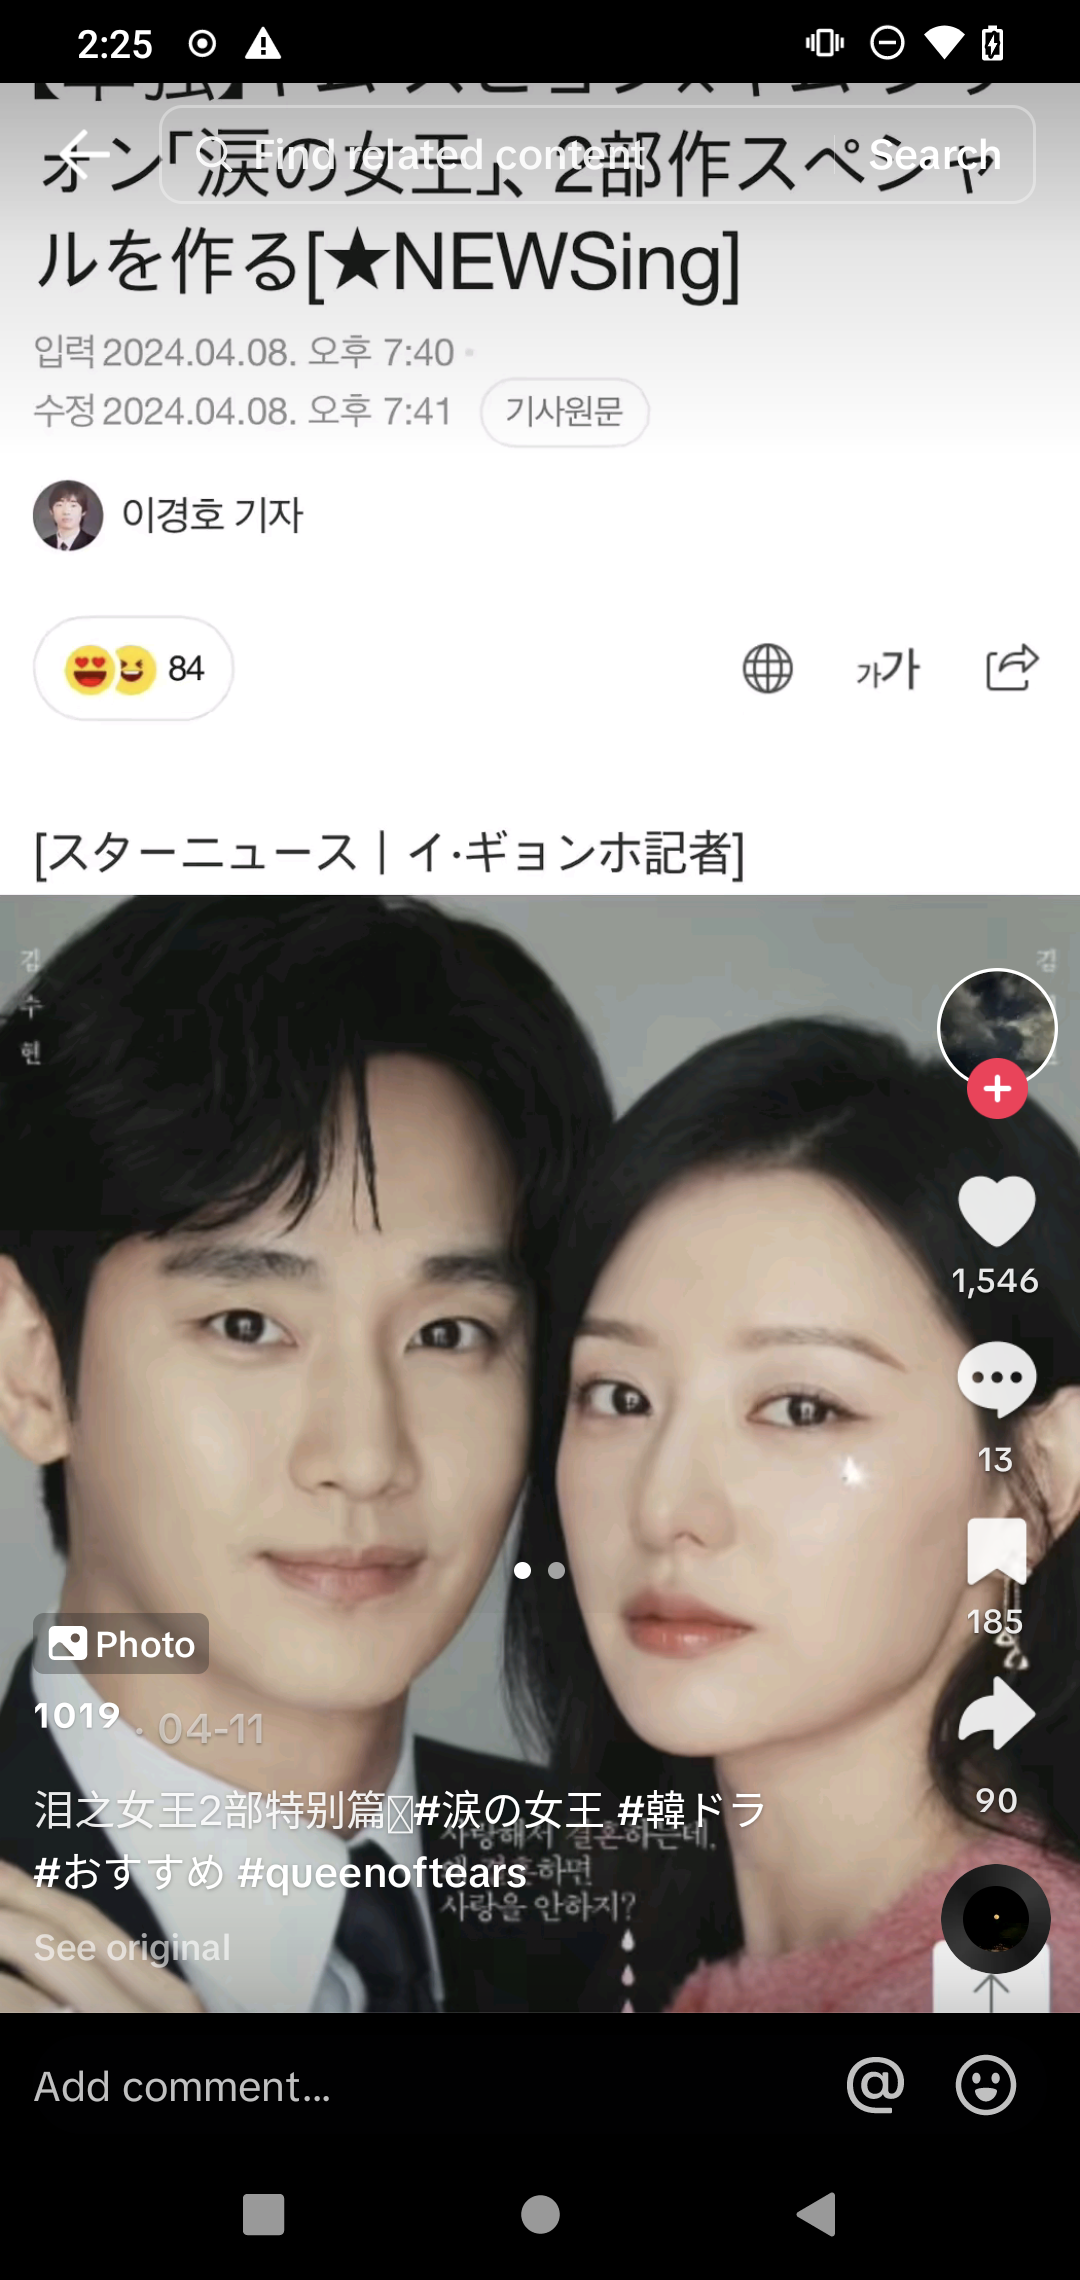 2:25
オン「涙の女王」、2部作スペシャ
Find related content
Search
ルを作る[★NEWSing]
입력 2024.04.08. 오후 7:40
수정 2024.04.08. 오후 7:41 기사원문
이경호 기자
84
가가
[スターニュース | イ·ギョンホ記者]
김수현
김
1,546
13
185
90
Photo
1019 · 04-11
泪之女王2部特别篇#涙の女王 #韓ドラ
#おすすめ #queenoftears
사랑해서 결혼하는데,
결혼하면
사랑을 안하지?
See original
Add comment...